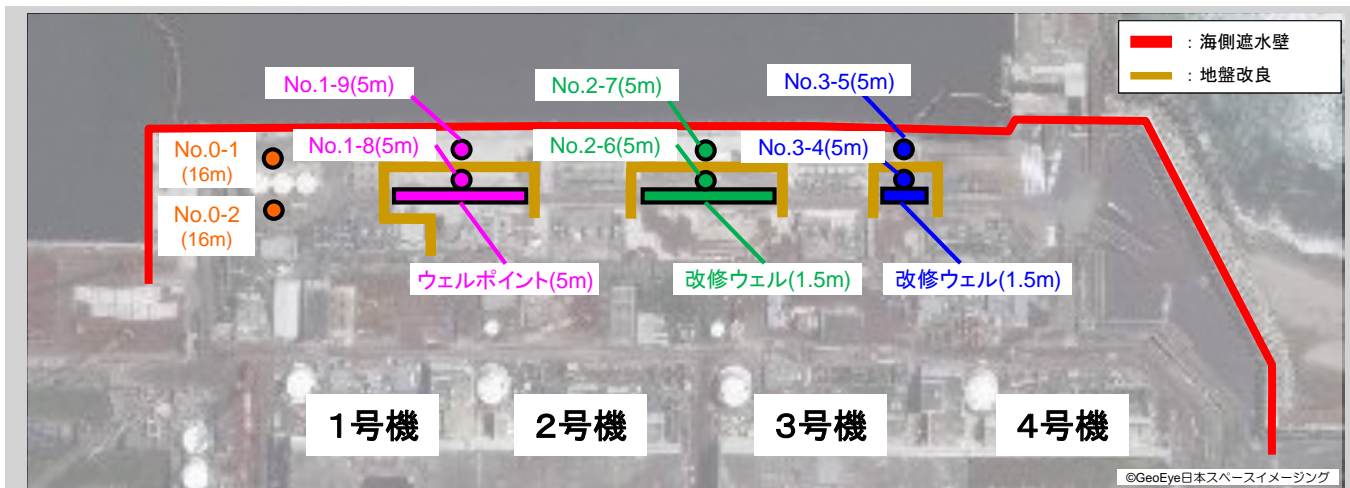 ：海側遮水壁
：地盤改良
No.1-9(5m)
No.2-7(5m)
No.3-5(5m)
No.0-1
(16m)
No.1-8(5m)
No.2-6(5m)
No.3-4(5m)
No.0-2
(16m)
ウェルポイント(5m)
改修ウェル(1.5m)
改修ウェル(1.5m)
1号機
2号機
3号機
4号機
©GeoEye日本スペースイメージング